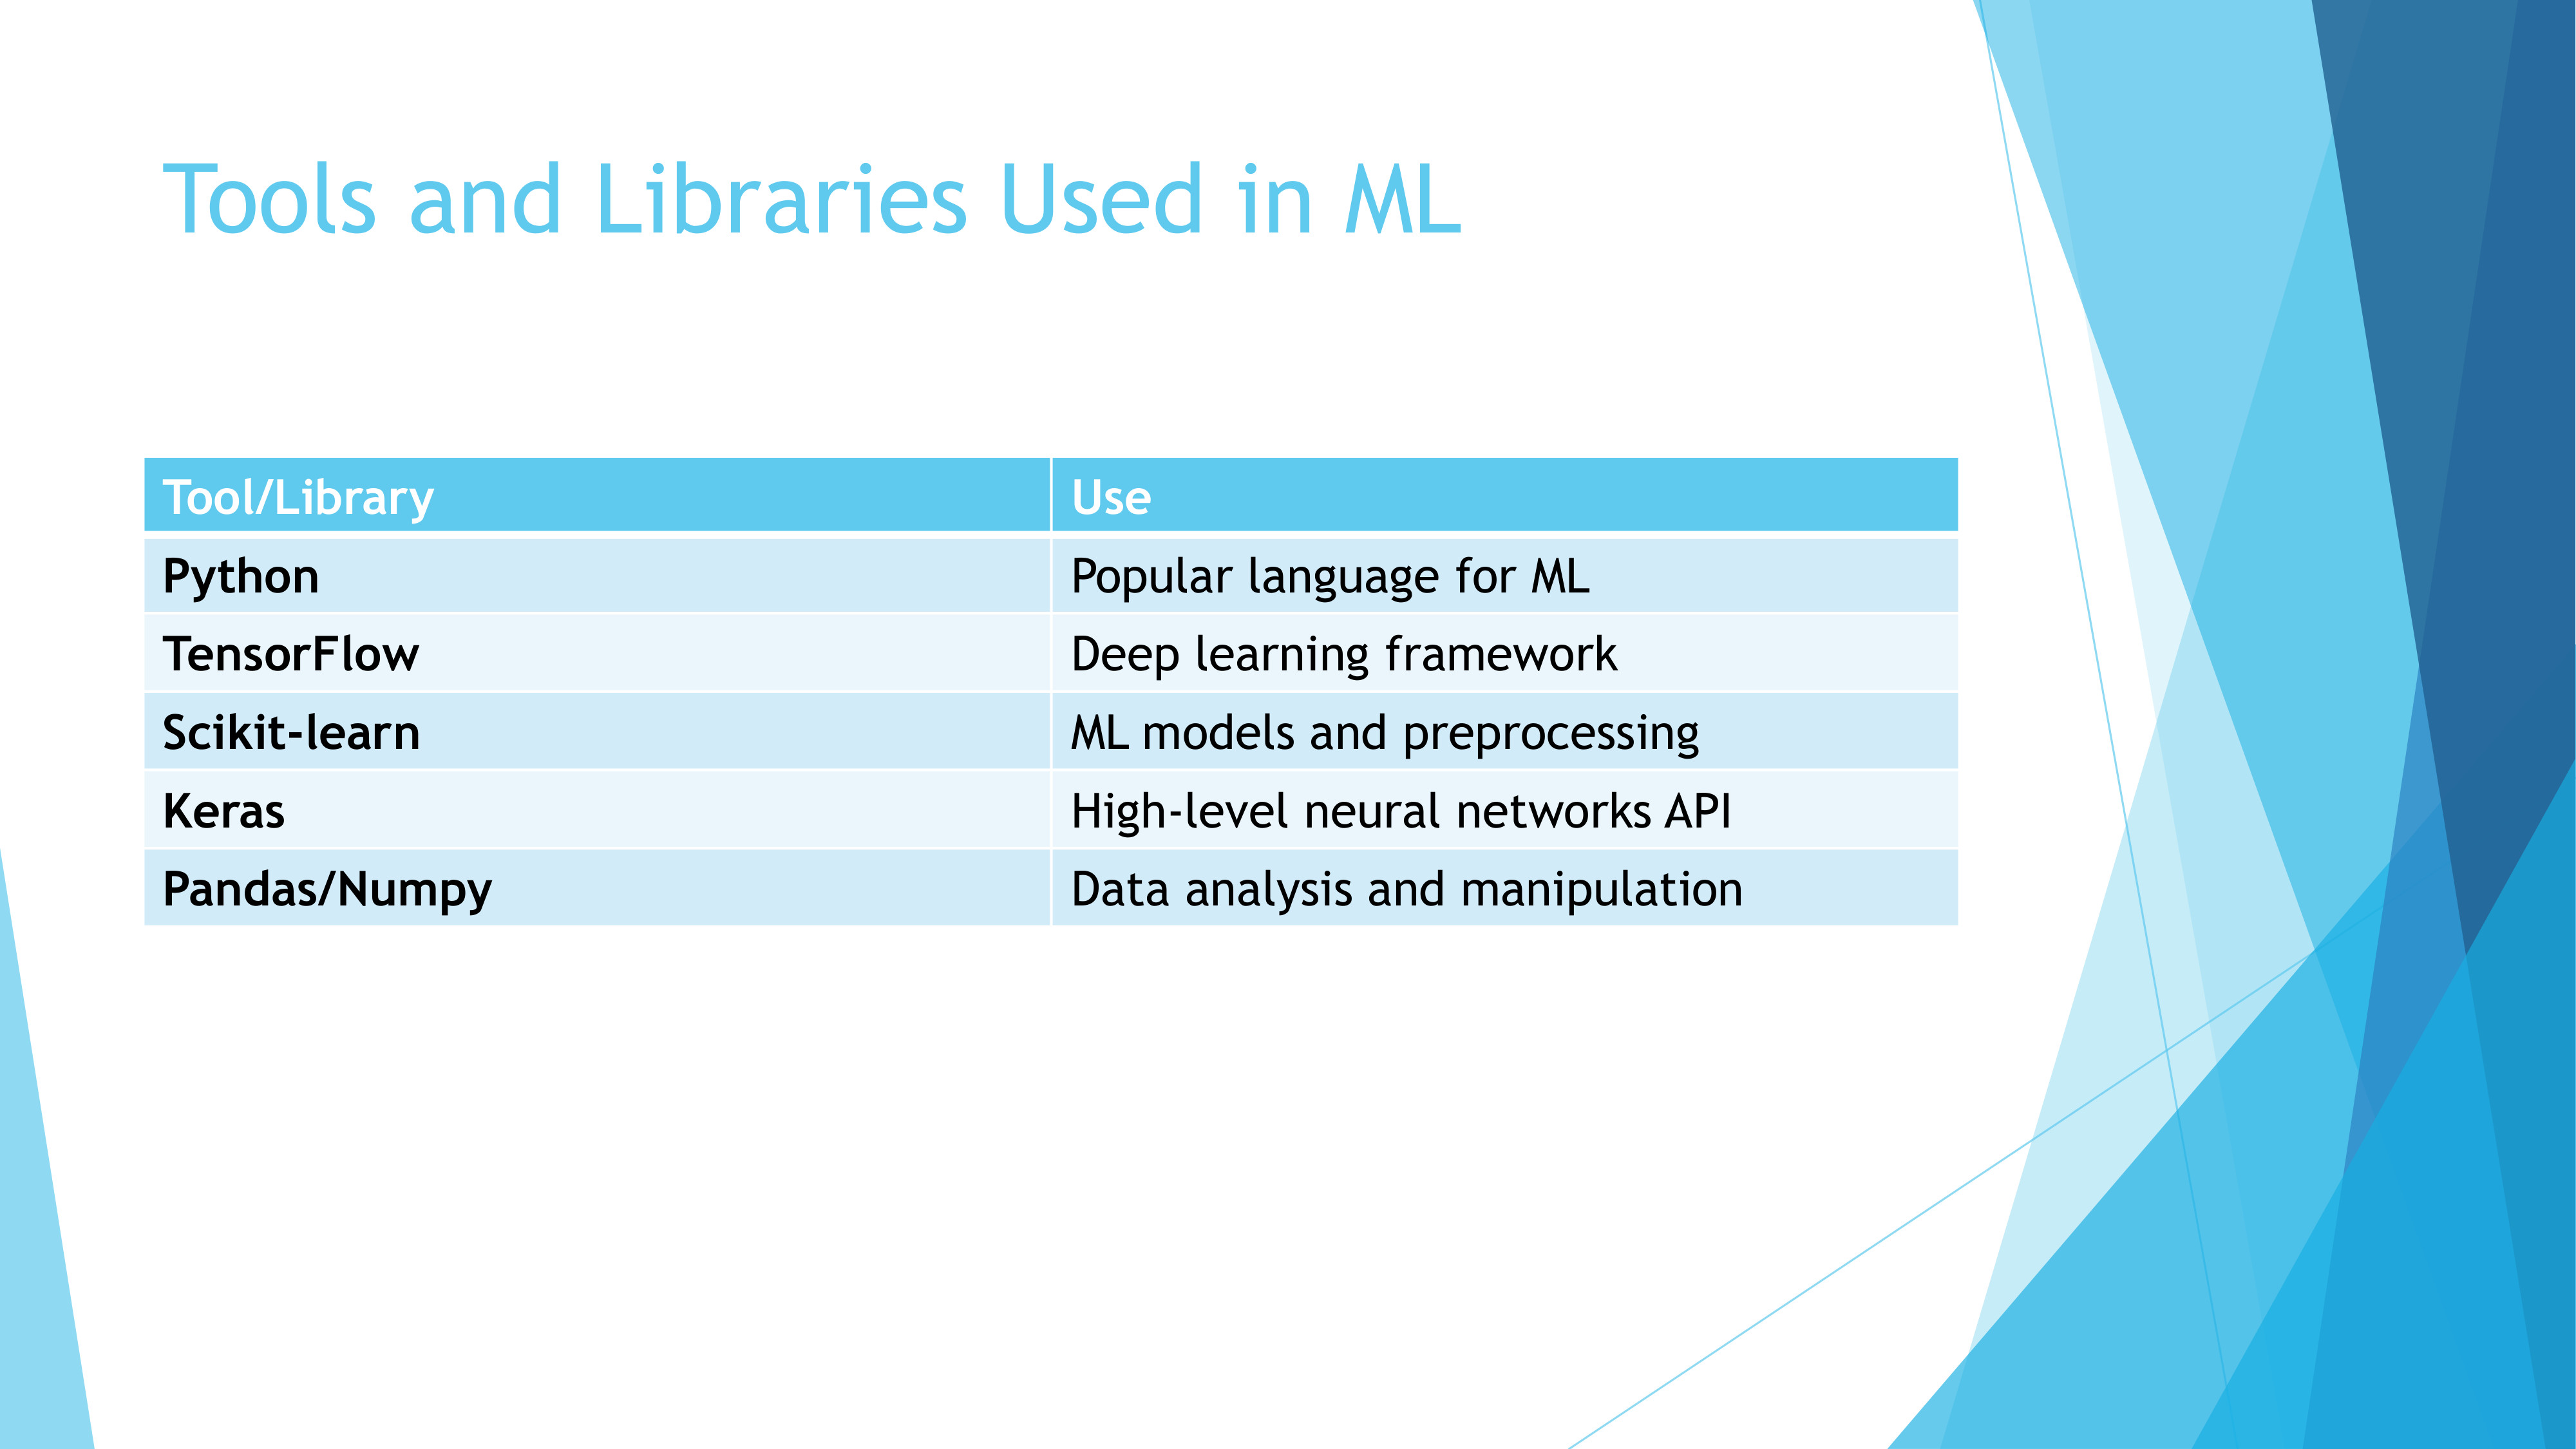 Tools and Libraries Used in ML
Tool/Library Use
Python Popular language for ML
TensorFlow Deep learning framework
Scikit-learn ML models and preprocessing
Keras High-level neural networks API
Pandas/Numpy Data analysis and manipulation